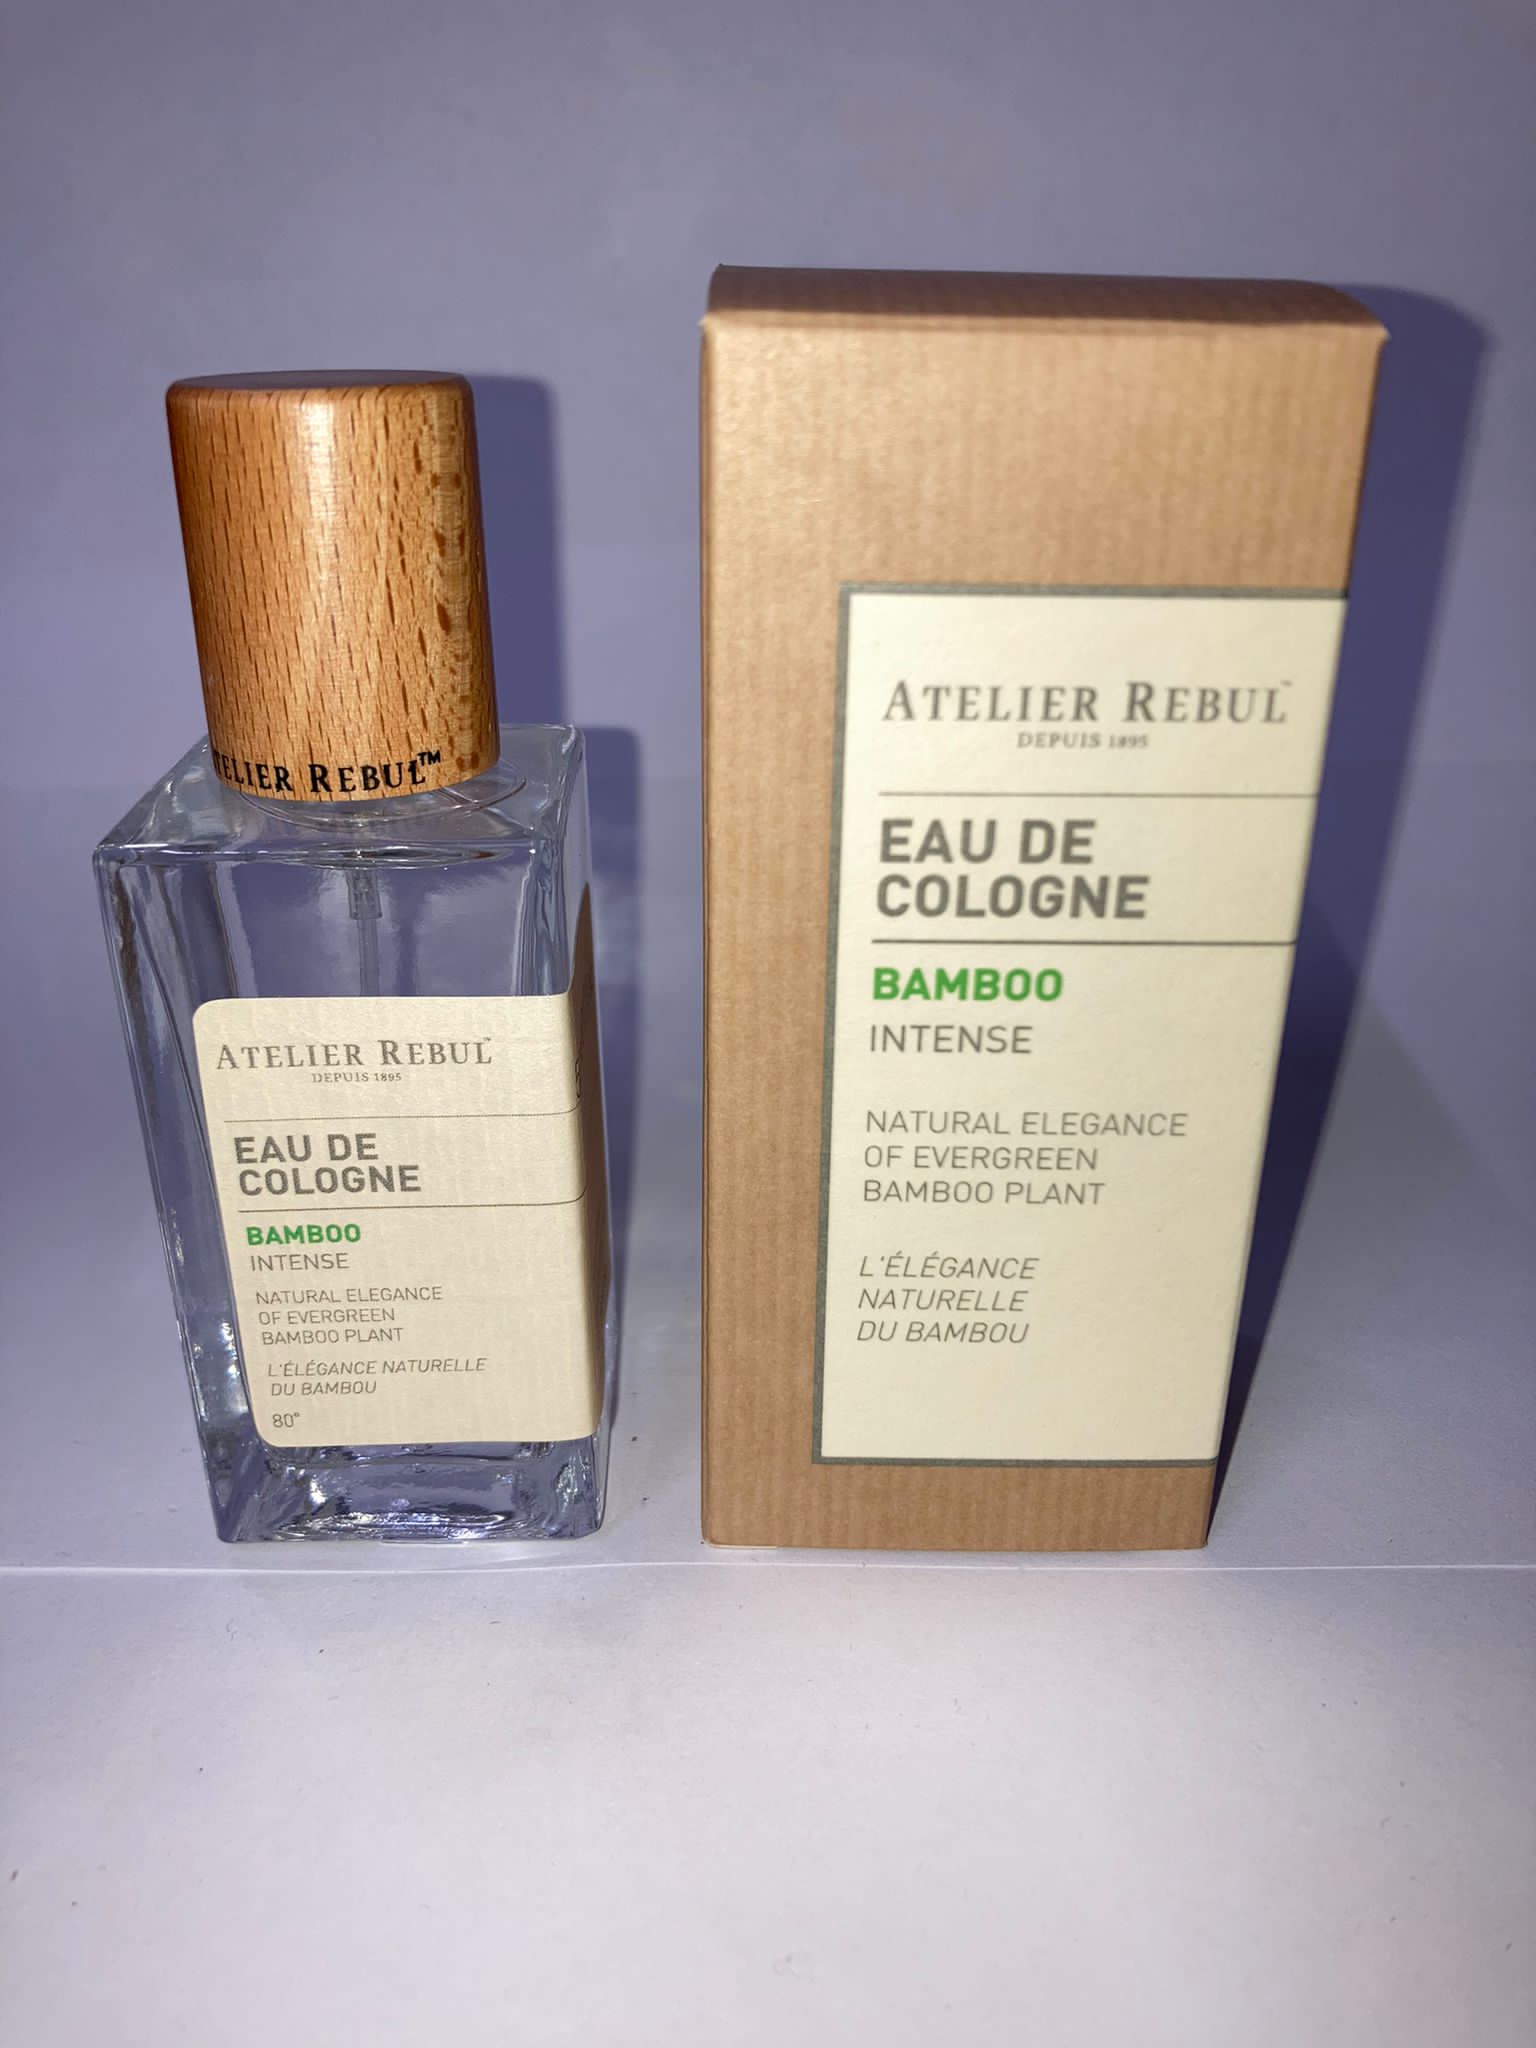 ATELIER REBUL™
ATELIER REBUL™
DEPUIS 1895
EAU DE
COLOGNE
BAMBOO
INTENSE
NATURAL ELEGANCE
OF EVERGREEN
BAMBOO PLANT
L'ÉLÉGANCE NATURELLE
DU BAMBOU
80°
ATELIER REBUL™
DEPUIS 1895
EAU DE
COLOGNE
BAMBOO
INTENSE
NATURAL ELEGANCE
OF EVERGREEN
BAMBOO PLANT
L'ÉLÉGANCE
NATURELLE
DU BAMBOU